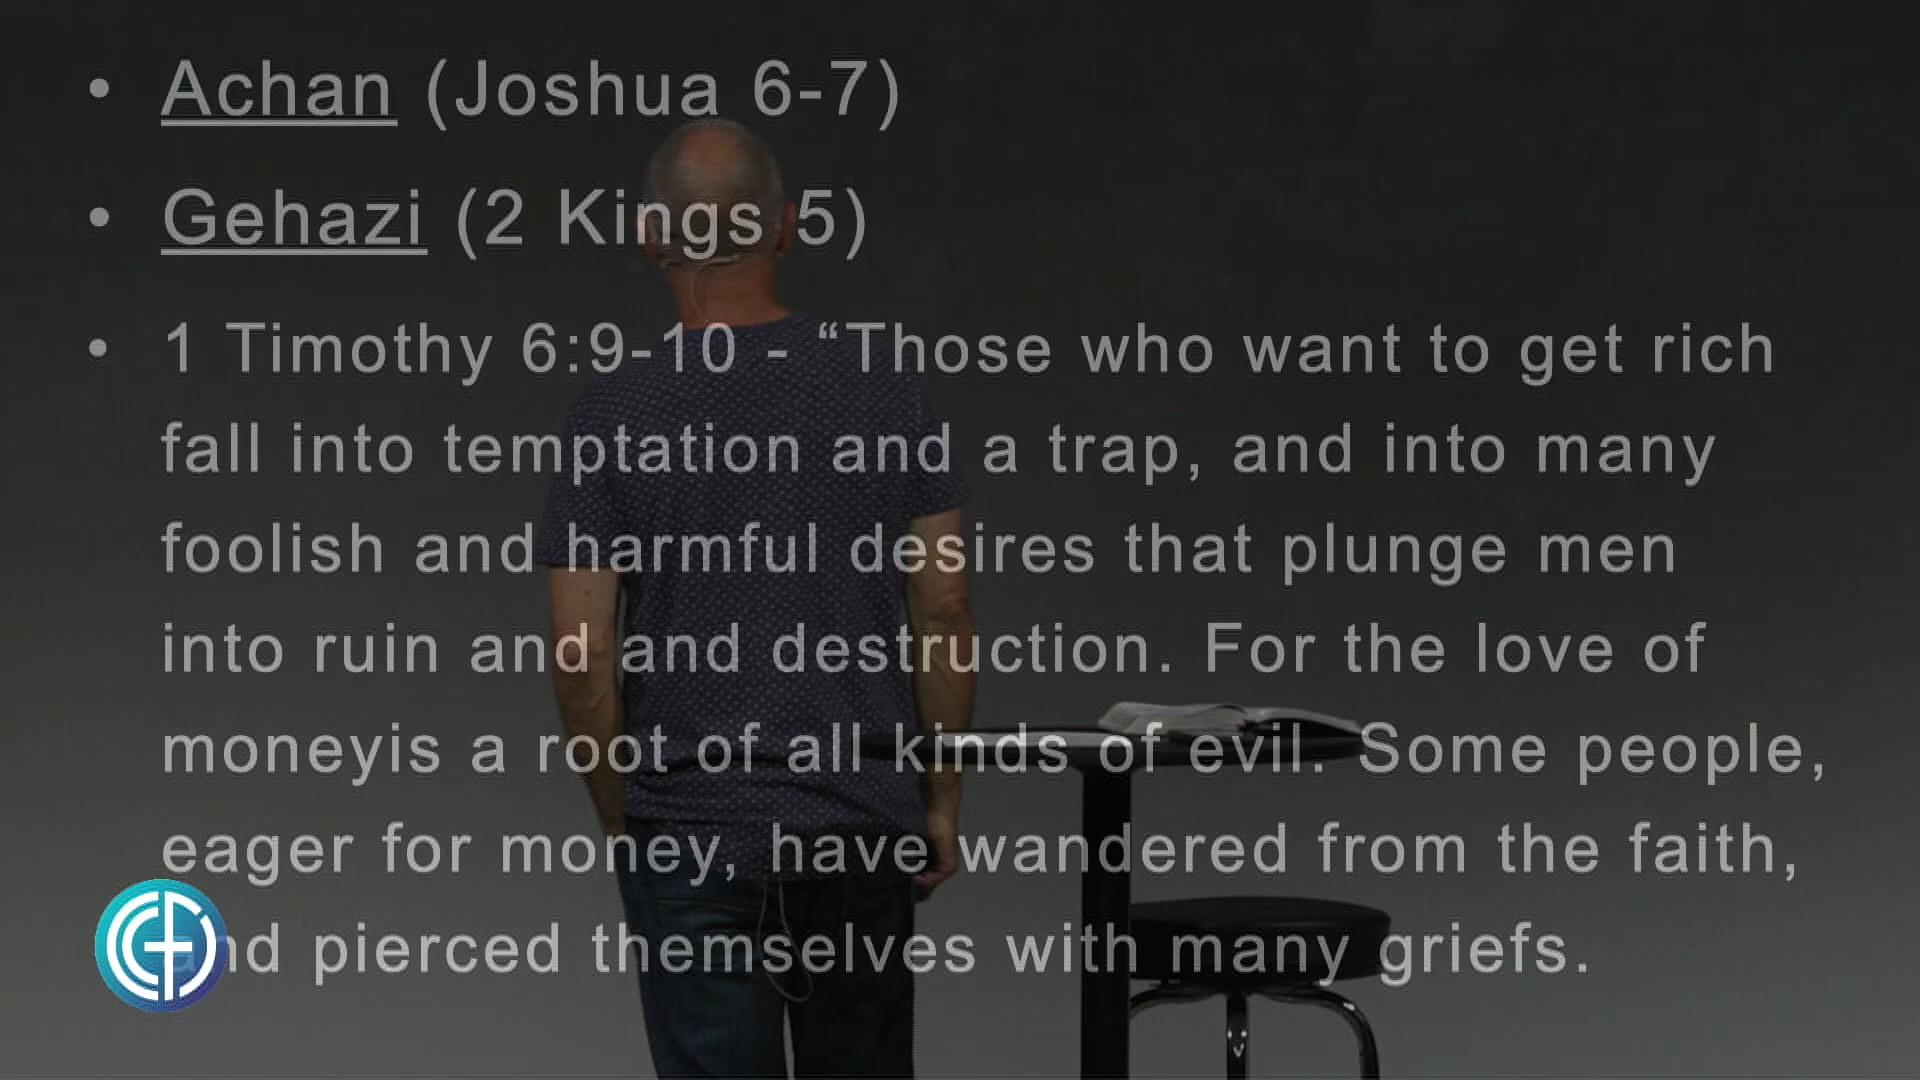 • Achan (Joshua 6-7)
• Gehazi (2 Kings 5)
• 1 Timothy 6:9-10 - “Those who want to get rich
fall into temptation and a trap, and into many
foolish and harmful desires that plunge men
into ruin and and destruction. For the love of
moneyis a root of all kinds of evil. Some people,
eager for money, have wandered from the faith,
and pierced themselves with many griefs.